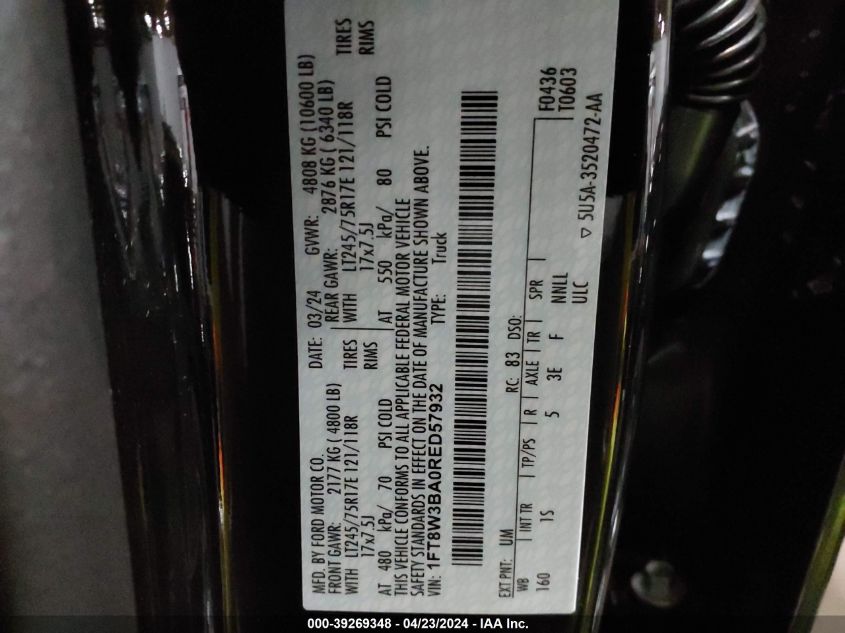 MFD. BY FORD MOTOR CO.
DATE: 03/24 GVWR: 4808 KG (10600 LB)
FRONT GAWR: 2177 KG ( 4800 LB) REAR GAWR: 2876 KG ( 6340 LB)
WITH LT245/75R17E 121/118R TIRES WITH LT245/75R17E 121/118R TIRES
17x7.5J RIMS 17x7.5J RIMS
AT 480 kPa/ 70 PSI COLD AT 550 kPa/ 80 PSI COLD
THIS VEHICLE CONFORMS TO ALL APPLICABLE FEDERAL MOTOR VEHICLE
SAFETY STANDARDS IN EFFECT ON THE DATE OF MANUFACTURE SHOWN ABOVE.
VIN: 1FT8W3BA0RED57932 TYPE: Truck
EXT PNT: UM RC: 83 DSO: F0436
WB INT TR TP/PS R AXLE TR SPR T0603
160 1S 5 3E F NNLL
ULC
▽ 5U5A-3520472-AA
000-39269348 - 04/23/2024 - IAA Inc.